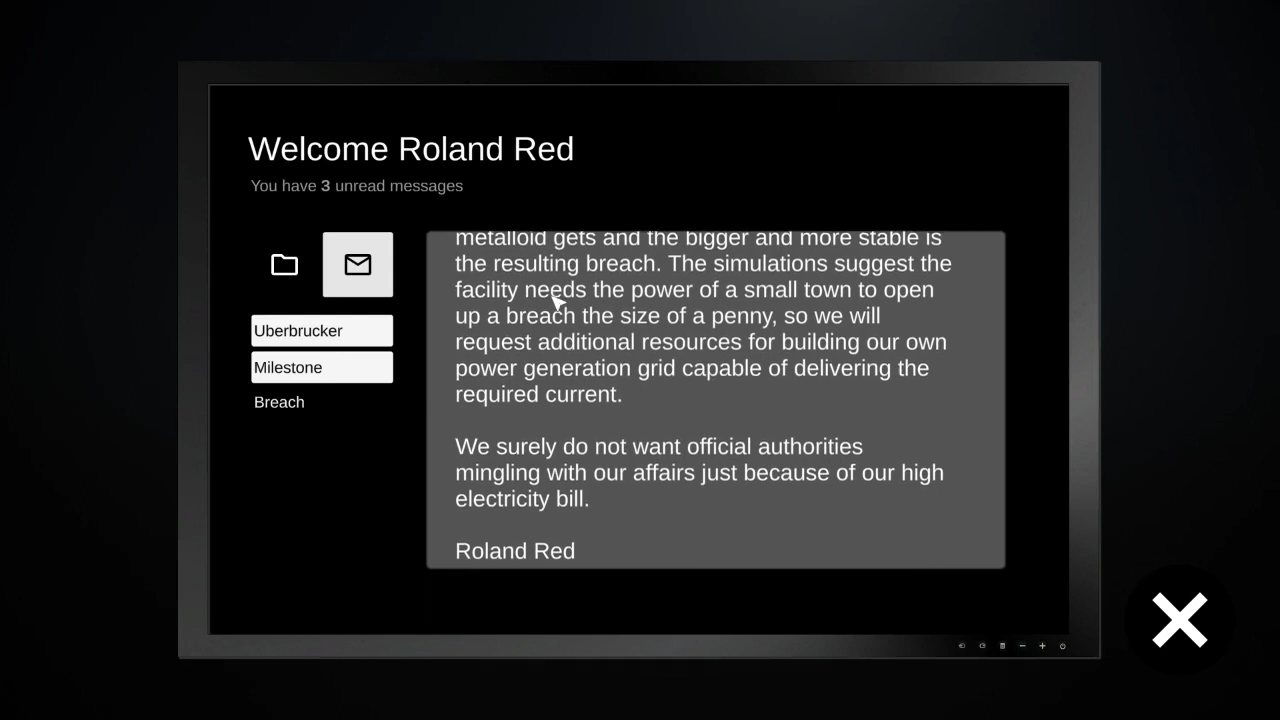 Welcome Roland Red
You have 3 unread messages
Uberbrucker
Milestone
Breach
metalloid gets and the bigger and more stable is
the resulting breach. The simulations suggest the
facility needs the power of a small town to open
up a breach the size of a penny, so we will
request additional resources for building our own
power generation grid capable of delivering the
required current.
We surely do not want official authorities
mingling with our affairs just because of our high
electricity bill.
Roland Red